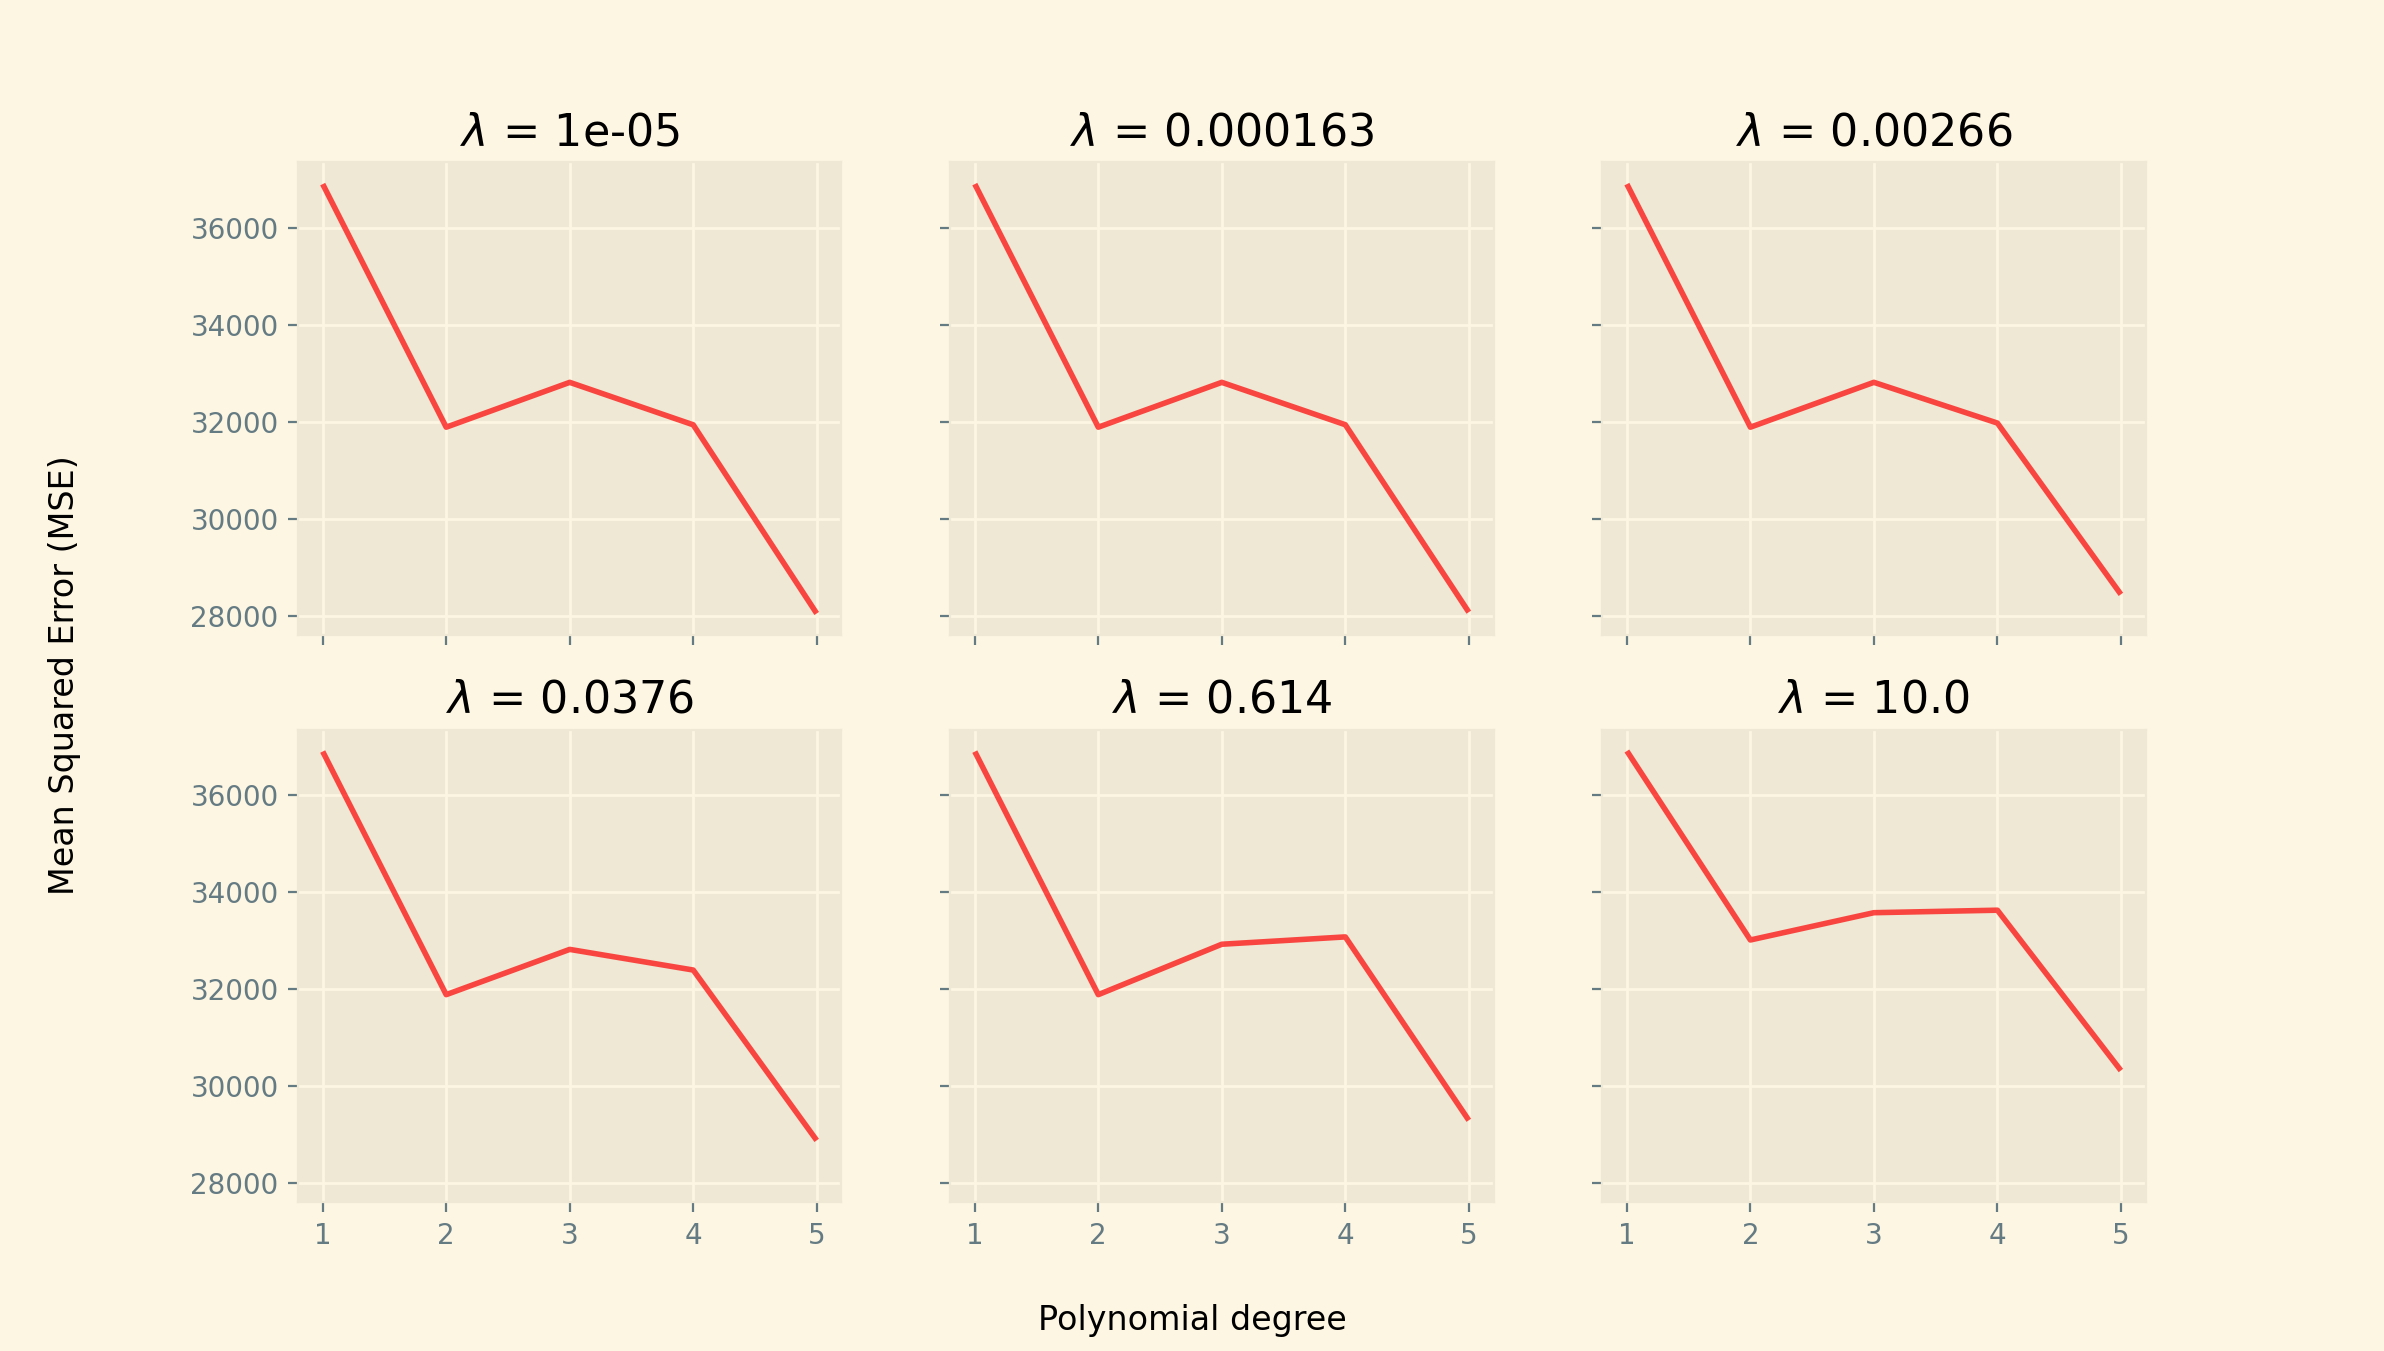 λ = 1e-05
λ = 0.000163
λ = 0.00266
36000
34000
32000
30000
28000
Mean Squared Error (MSE)
λ = 0.0376
λ = 0.614
λ = 10.0
36000
34000
32000
30000
28000
1 2 3 4 5
1 2 3 4 5
1 2 3 4 5
Polynomial degree